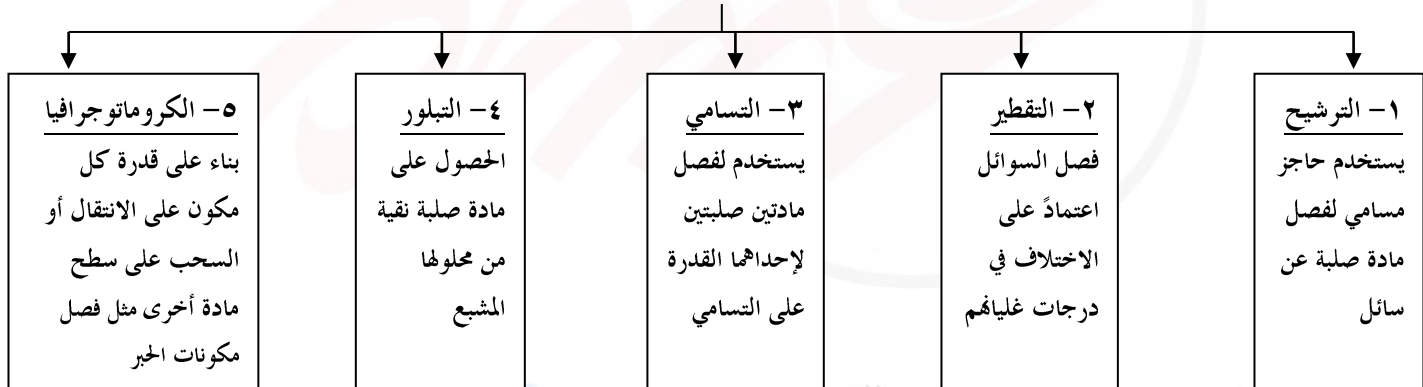 ١– الترشيح
يستخدم حاجز
مسامي لفصل
مادة صلبة عن
سائل
٢– التقطير
فصل السوائل
اعتمادً على
الاختلاف في
درجات غليانهم
٣– التسامي
يستخدم لفصل
مادتين صلبتين
لإحداهما القدرة
على التسامي
٤– التبلور
الحصول على
مادة صلبة نقية
من محلولها
المشبع
٥– الكروماتوجرافيا
بناء على قدرة كل
مكون على الانتقال أو
السحب على سطح
مادة أخرى مثل فصل
مكونات الحبر